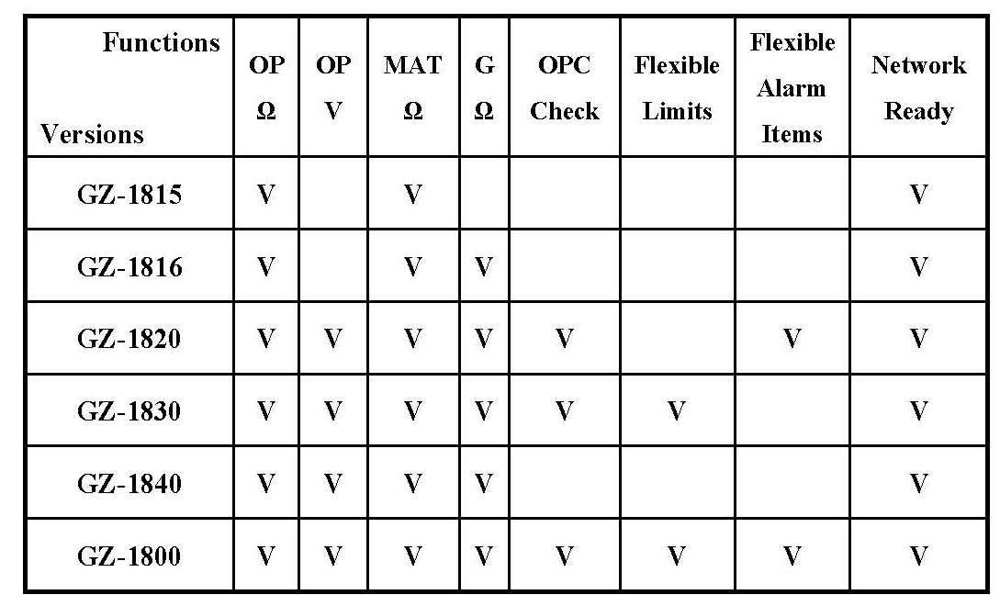 Functions
Versions
OP Ω
OP V
MAT Ω
G Ω
OPC Check
Flexible Limits
Flexible Alarm Items
Network Ready
GZ-1815 V V V
GZ-1816 V V V V
GZ-1820 V V V V V V V
GZ-1830 V V V V V V V
GZ-1840 V V V V V
GZ-1800 V V V V V V V V